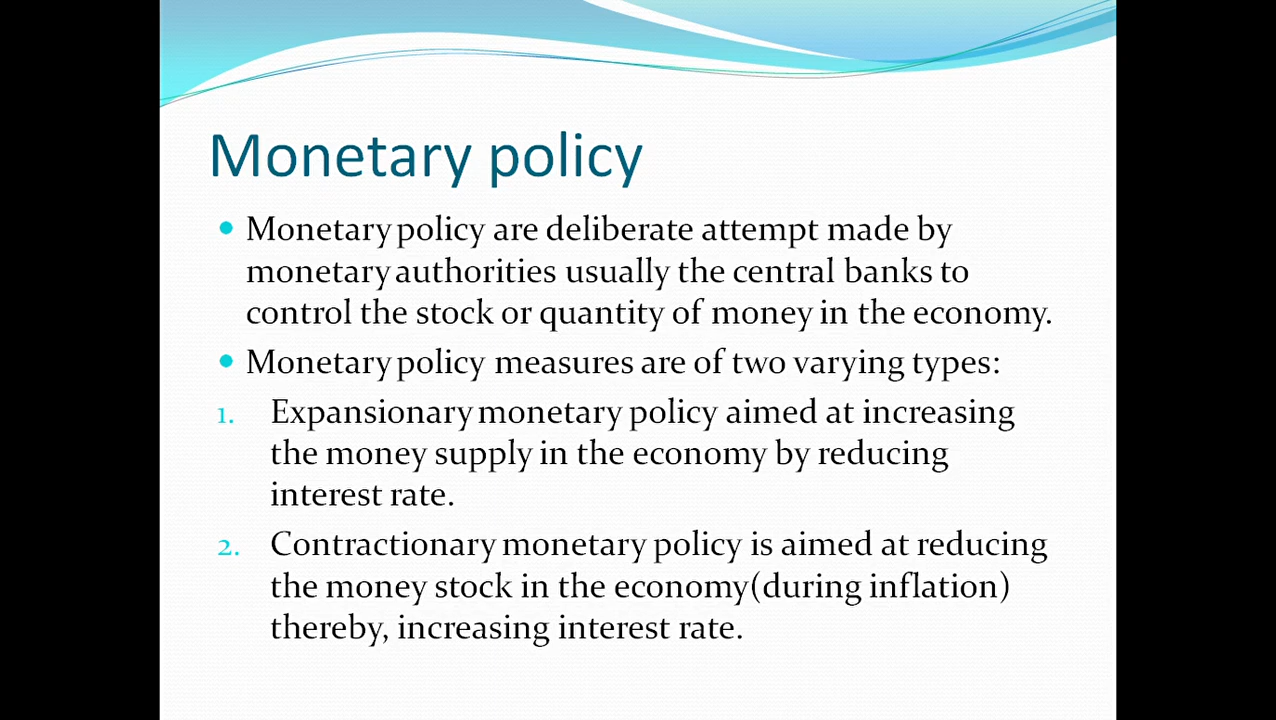 Monetary policy
• Monetary policy are deliberate attempt made by
monetary authorities usually the central banks to
control the stock or quantity of money in the economy.
• Monetary policy measures are of two varying types:
1. Expansionary monetary policy aimed at increasing
the money supply in the economy by reducing
interest rate.
2. Contractionary monetary policy is aimed at reducing
the money stock in the economy(during inflation)
thereby, increasing interest rate.